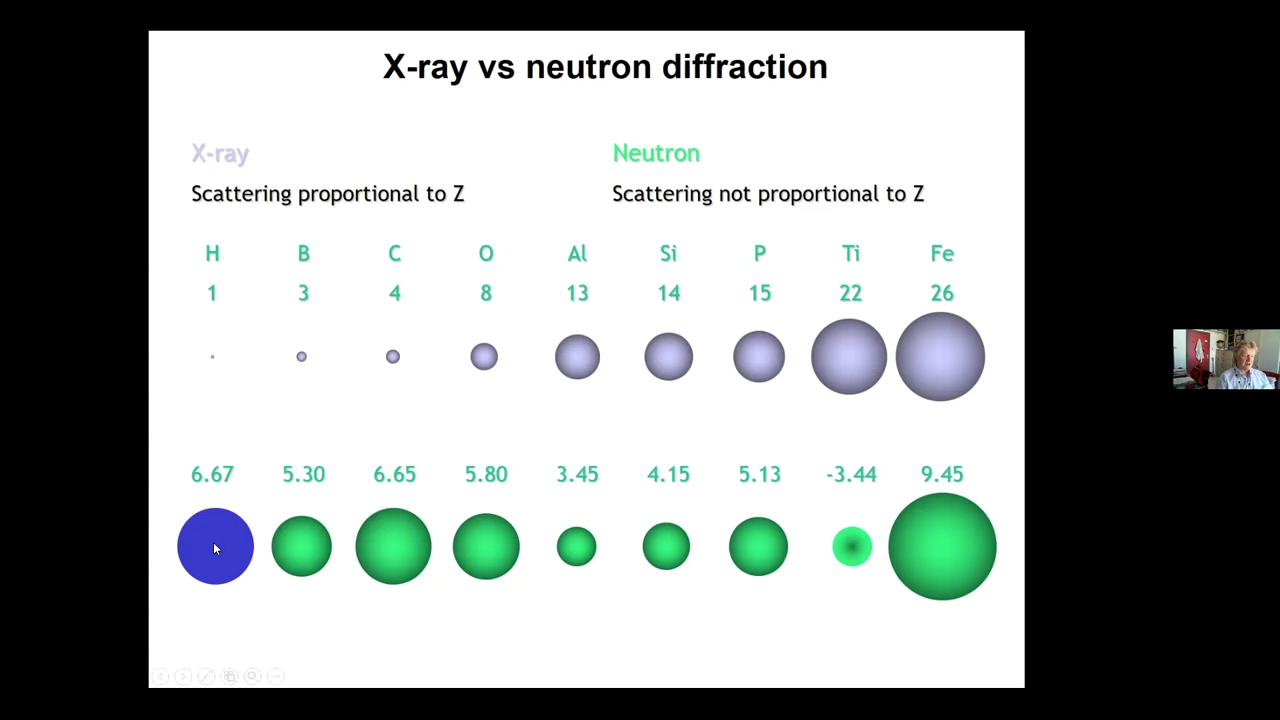 X-ray vs neutron diffraction
X-ray Neutron
Scattering proportional to Z Scattering not proportional to Z
H B C O Al Si P Ti Fe
1 3 4 8 13 14 15 22 26
6.67 5.30 6.65 5.80 3.45 4.15 5.13 -3.44 9.45